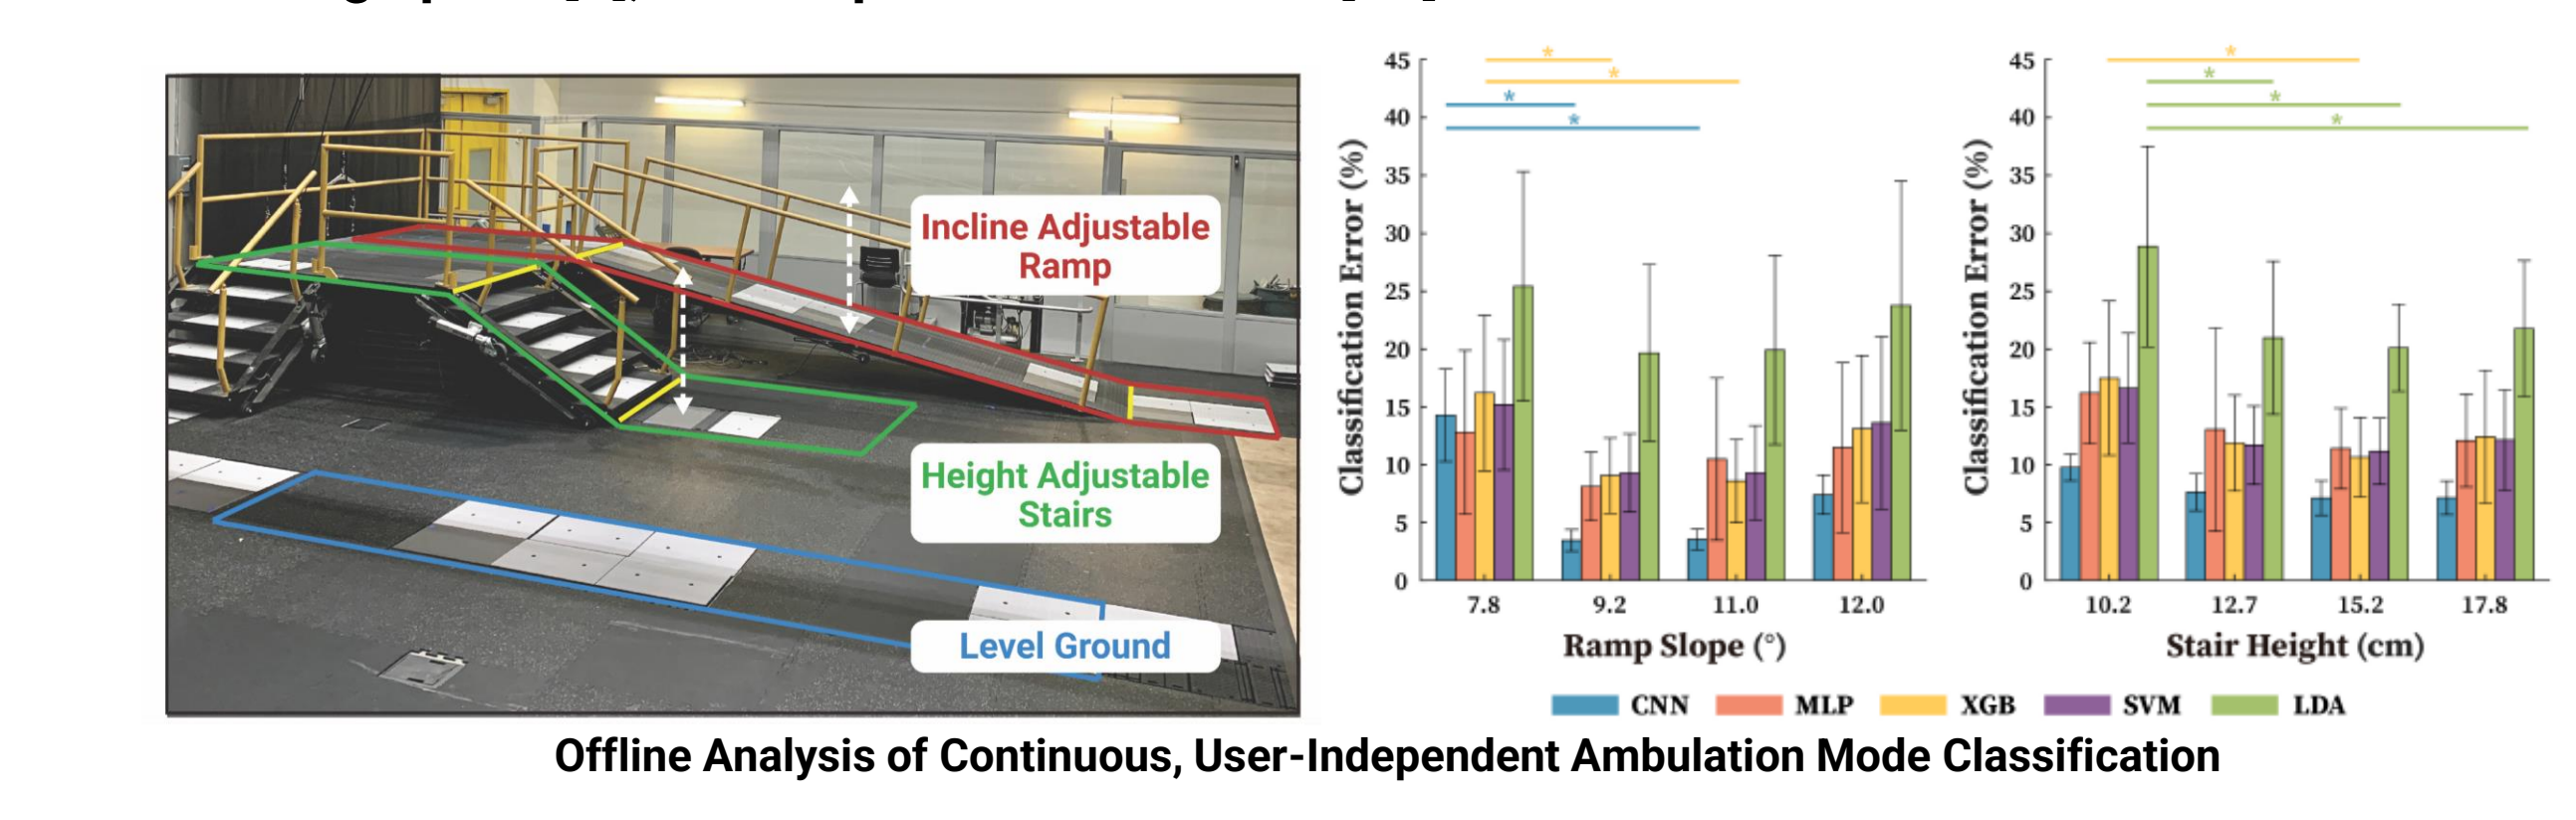 Incline Adjustable
Ramp
Height Adjustable
Stairs
Level Ground
Classification Error (%)
45
40
35
30
25
20
15
10
5
0
*
*
*
*
7.8 9.2 11.0 12.0
Ramp Slope (°)
Classification Error (%)
45
40
35
30
25
20
15
10
5
0
*
*
*
*
10.2 12.7 15.2 17.8
Stair Height (cm)
CNN MLP XGB SVM LDA
Offline Analysis of Continuous, User-Independent Ambulation Mode Classification